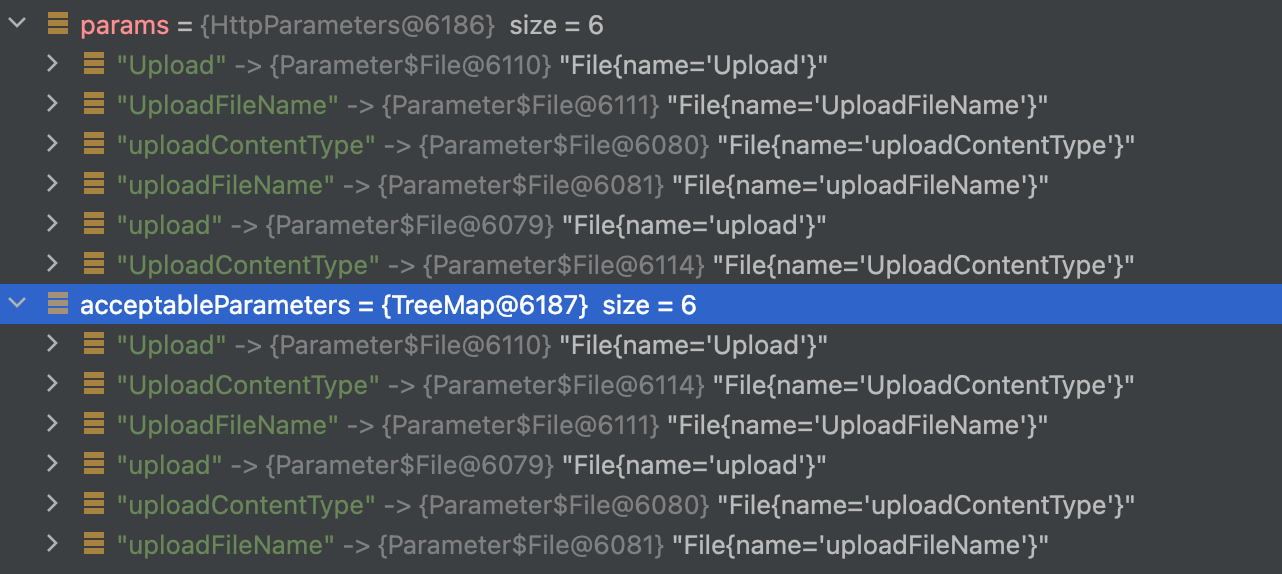 params = {HttpParameters@6186} size = 6
"Upload" -> {Parameter$File@6110} "File{name='Upload'}"
"UploadFileName" -> {Parameter$File@6111} "File{name='UploadFileName'}"
"uploadContentType" -> {Parameter$File@6080} "File{name='uploadContentType'}"
"uploadFileName" -> {Parameter$File@6081} "File{name='uploadFileName'}"
"upload" -> {Parameter$File@6079} "File{name='upload'}"
"UploadContentType" -> {Parameter$File@6114} "File{name='UploadContentType'}"
acceptableParameters = {TreeMap@6187} size = 6
"Upload" -> {Parameter$File@6110} "File{name='Upload'}"
"UploadContentType" -> {Parameter$File@6114} "File{name='UploadContentType'}"
"UploadFileName" -> {Parameter$File@6111} "File{name='UploadFileName'}"
"upload" -> {Parameter$File@6079} "File{name='upload'}"
"uploadContentType" -> {Parameter$File@6080} "File{name='uploadContentType'}"
"uploadFileName" -> {Parameter$File@6081} "File{name='uploadFileName'}"